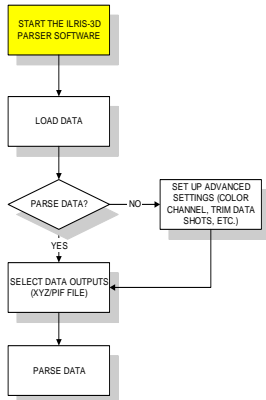 START THE ILRIS-3D
PARSER SOFTWARE
LOAD DATA
PARSE DATA?
NO
SET UP ADVANCED
SETTINGS (COLOR
CHANNEL, TRIM DATA
SHOTS, ETC.)
YES
SELECT DATA OUTPUTS
(XYZ/PIF FILE)
PARSE DATA